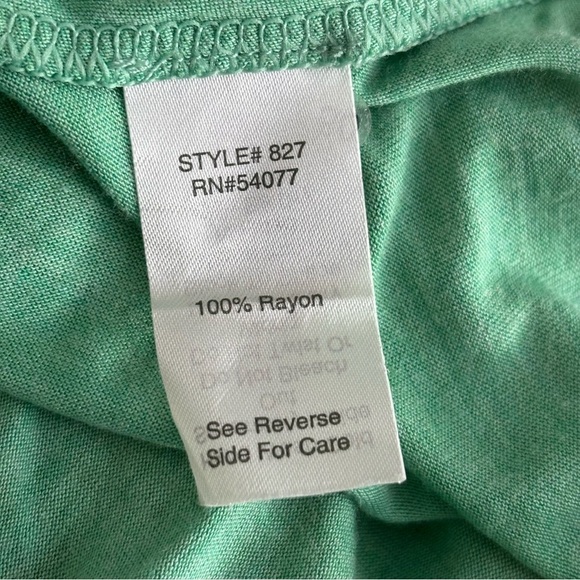 STYLE# 827
RN#54077
100% Rayon
See Reverse
Side For Care